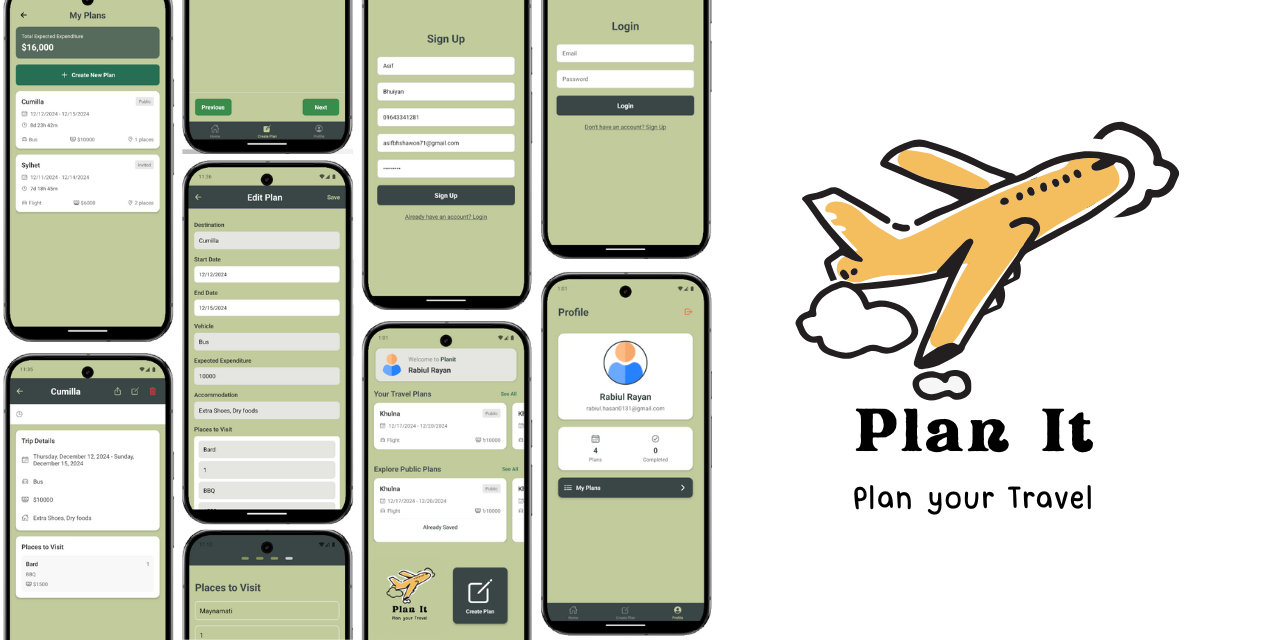 My Plans
Total Expected Expenditure
$16,000
+ Create New Plan
Cumilla
Public
12/12/2024 - 12/15/2024
8d 23h 42m
Bus
$10000
1 places
Sylhet
Invited
12/11/2024 - 12/14/2024
7d 18h 45m
Flight
$6000
2 places
11:35
Cumilla
Trip Details
Thursday, December 12, 2024 - Sunday,
December 15, 2024
Bus
$10000
Extra Shoes, Dry foods
Places to Visit
Bard
1
BBQ
$1500
Previous
Next
Home
Create Plan
Profile
11:36
Edit Plan
Save
Destination
Cumilla
Start Date
12/12/2024
End Date
12/15/2024
Vehicle
Bus
Expected Expenditure
10000
Accommodation
Extra Shoes, Dry foods
Places to Visit
Bard
1
BBQ
Places to Visit
Maynamati
1
Sign Up
Asif
Bhuiyan
09643341281
asifbhshawon71@gmail.com
Sign Up
Already have an account? Login
1:51
Welcome to Planit
Rabiul Rayan
Your Travel Plans
See All
Khulna
Public
12/17/2024 - 12/20/2024
Flight
10000
Explore Public Plans
See All
Khulna
Public
12/17/2024 - 12/20/2024
Flight
10000
Already Saved
Plan It
Plan your Travel
Create Plan
Login
Email
Password
Login
Don't have an account? Sign Up
1:51
Profile
Rabiul Rayan
rabiul.hasan0131@gmail.com
4
Plans
0
Completed
My Plans
Home
Create Plan
Profile
Plan It
Plan your Travel